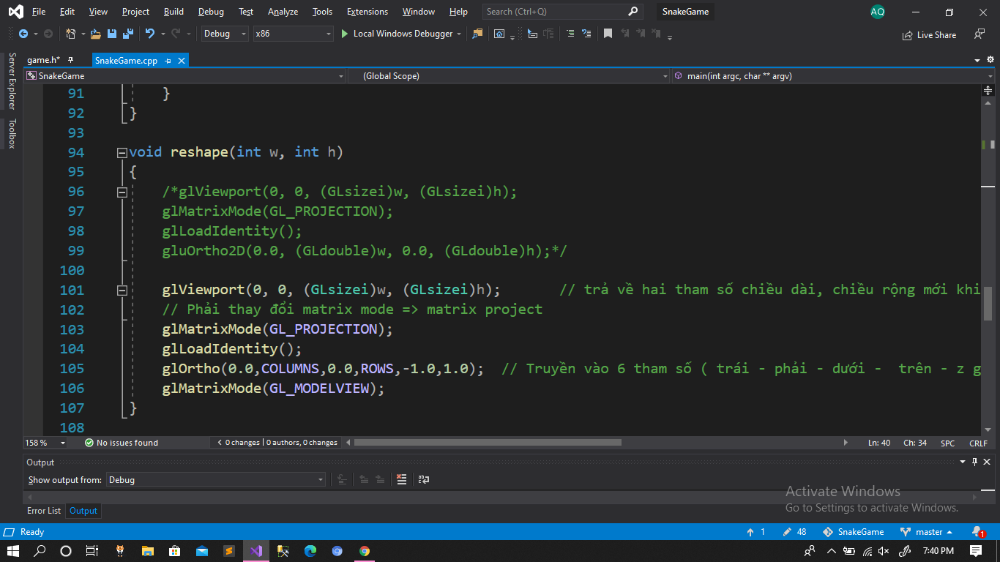 File Edit View Project Build Debug Test Analyze Tools Extensions Window Help Search (Ctrl+Q) SnakeGame AQ
Debug x86 Local Windows Debugger Live Share
game.h* SnakeGame.cpp
Server Explorer
Toolbox
SnakeGame (Global Scope) main(int argc, char ** argv)
91 }
92 }
93
94 void reshape(int w, int h)
95 {
96 /*glViewport(0, 0, (GLsizei)w, (GLsizei)h);
97 glMatrixMode(GL_PROJECTION);
98 glLoadIdentity();
99 gluOrtho2D(0.0, (GLdouble)w, 0.0, (GLdouble)h);*/
100
101 glViewport(0, 0, (GLsizei)w, (GLsizei)h); // trả về hai tham số chiều dài, chiều rộng mới khi
102 // Phải thay đổi matrix mode => matrix project
103 glMatrixMode(GL_PROJECTION);
104 glLoadIdentity();
105 glOrtho(0.0,COLUMNS,0.0,ROWS,-1.0,1.0); // Truyền vào 6 tham số ( trái - phải - dưới - trên - z g
106 glMatrixMode(GL_MODELVIEW);
107 }
108
158 % No issues found 0 changes | 0 authors, 0 changes Ln: 40 Ch: 34 SPC CRLF
Output
Show output from: Debug
Activate Windows
Go to Settings to activate Windows.
Error List Output
Ready 1 48 SnakeGame master 1
7:40 PM